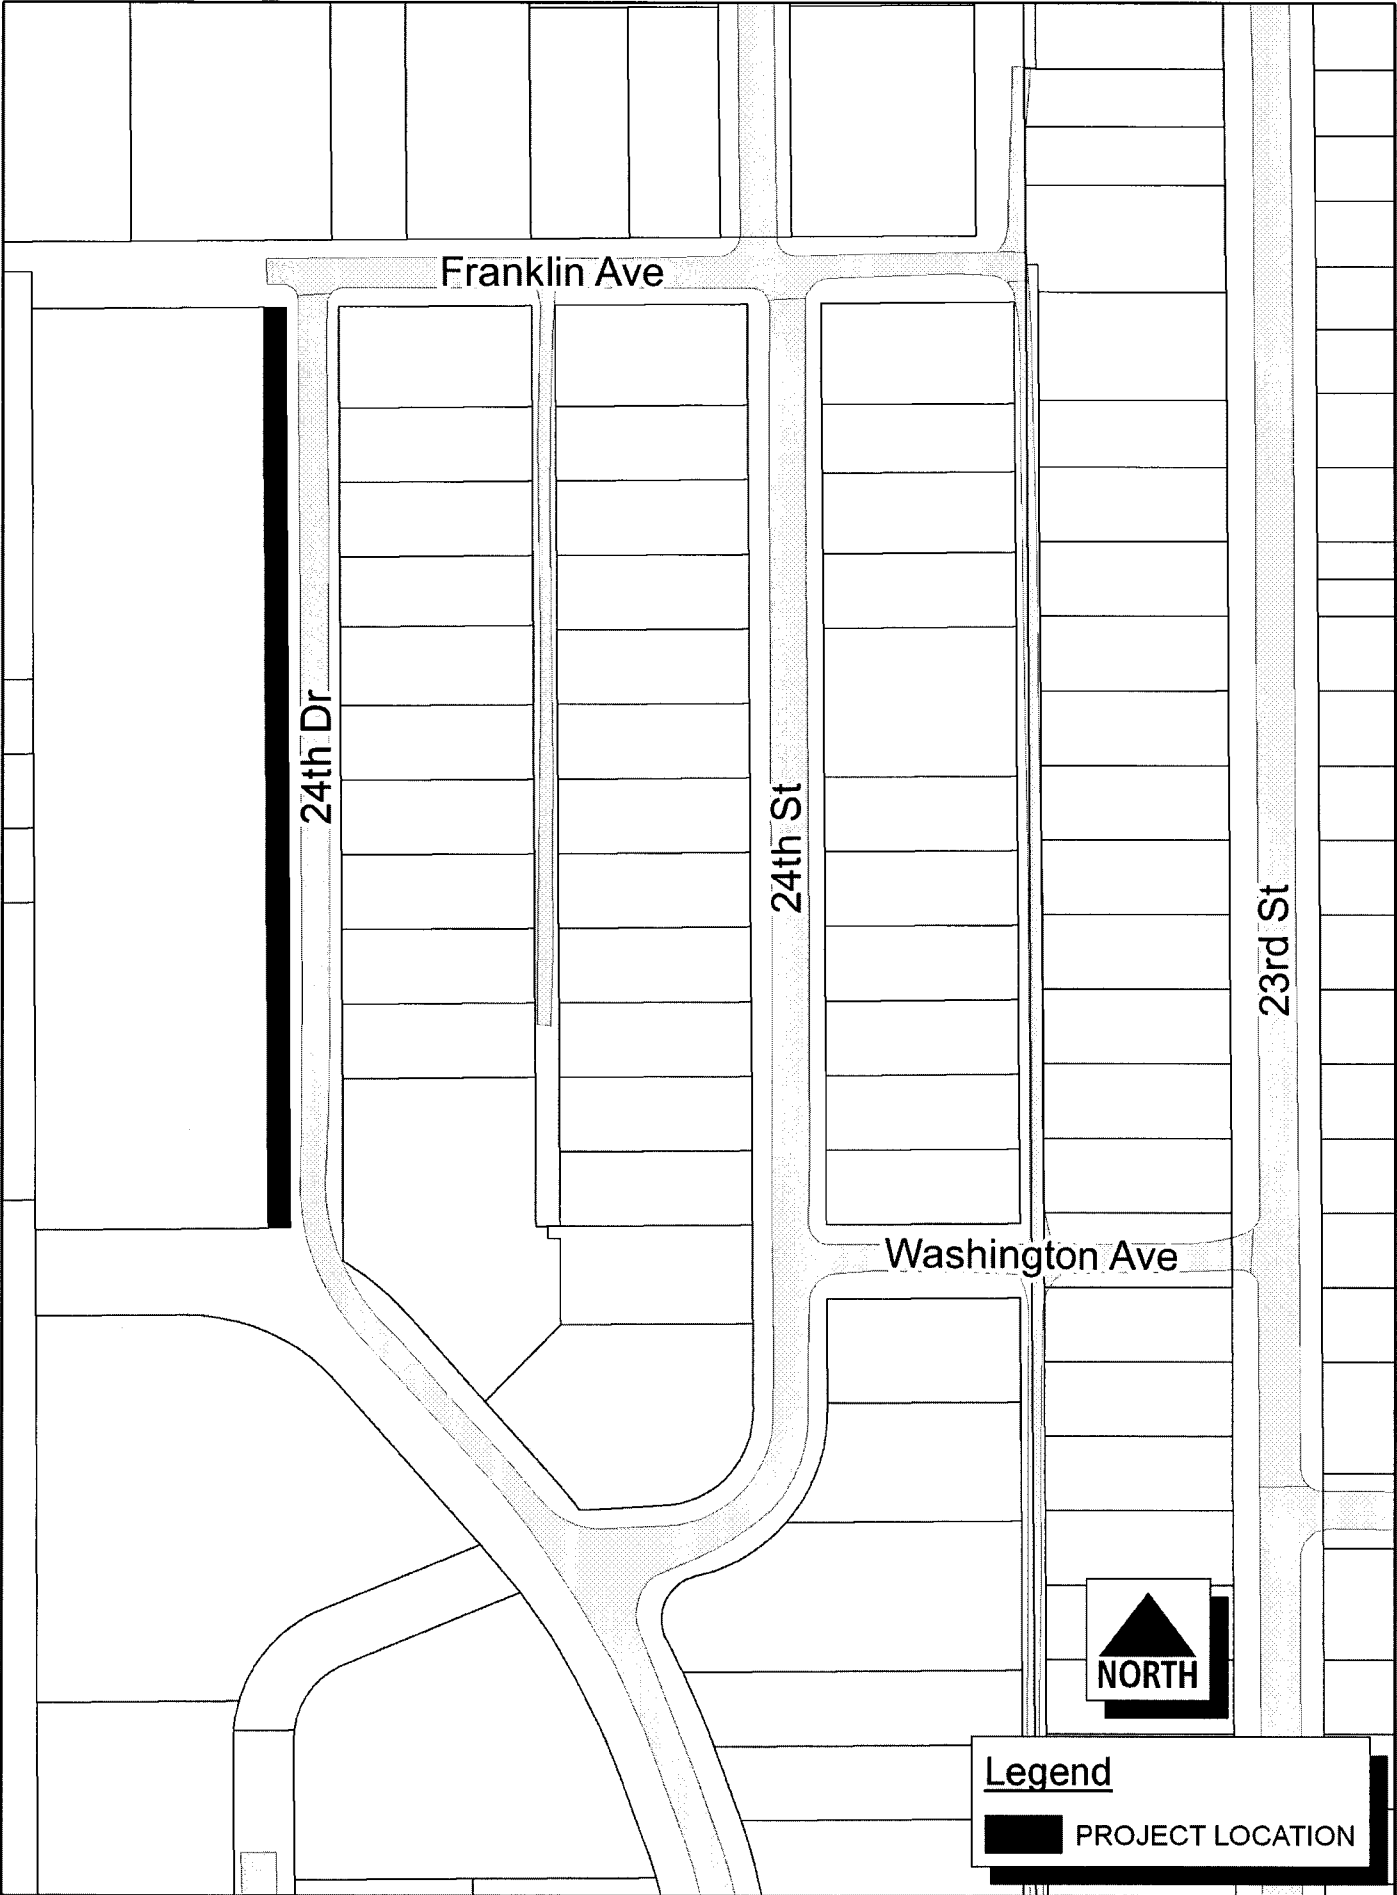 Franklin Ave
24th Dr
24th St
23rd St
Washington Ave
NORTH
Legend
PROJECT LOCATION